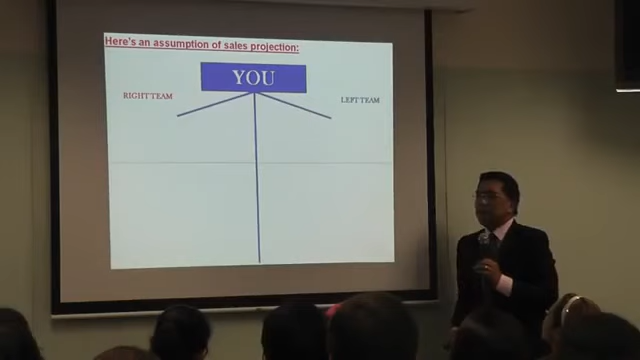 Here's an assumption of sales projection:
YOU
RIGHT TEAM
LEFT TEAM